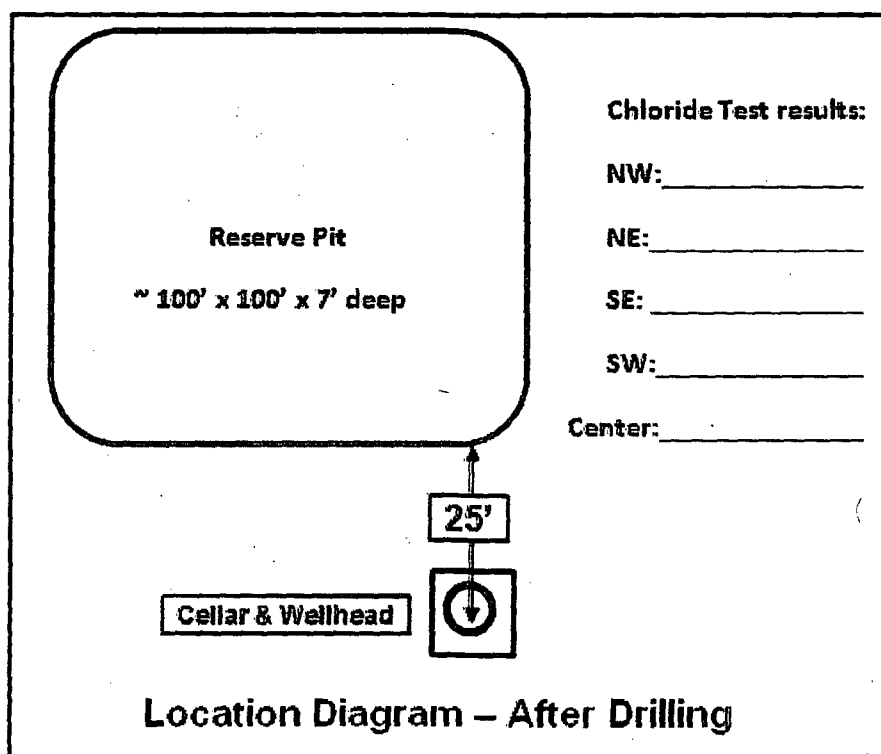 Reserve Pit
~ 100' x 100' x 7' deep
Chloride Test results:
NW:
NE:
SE:
SW:
Center:
25'
Cellar & Wellhead
Location Diagram – After Drilling